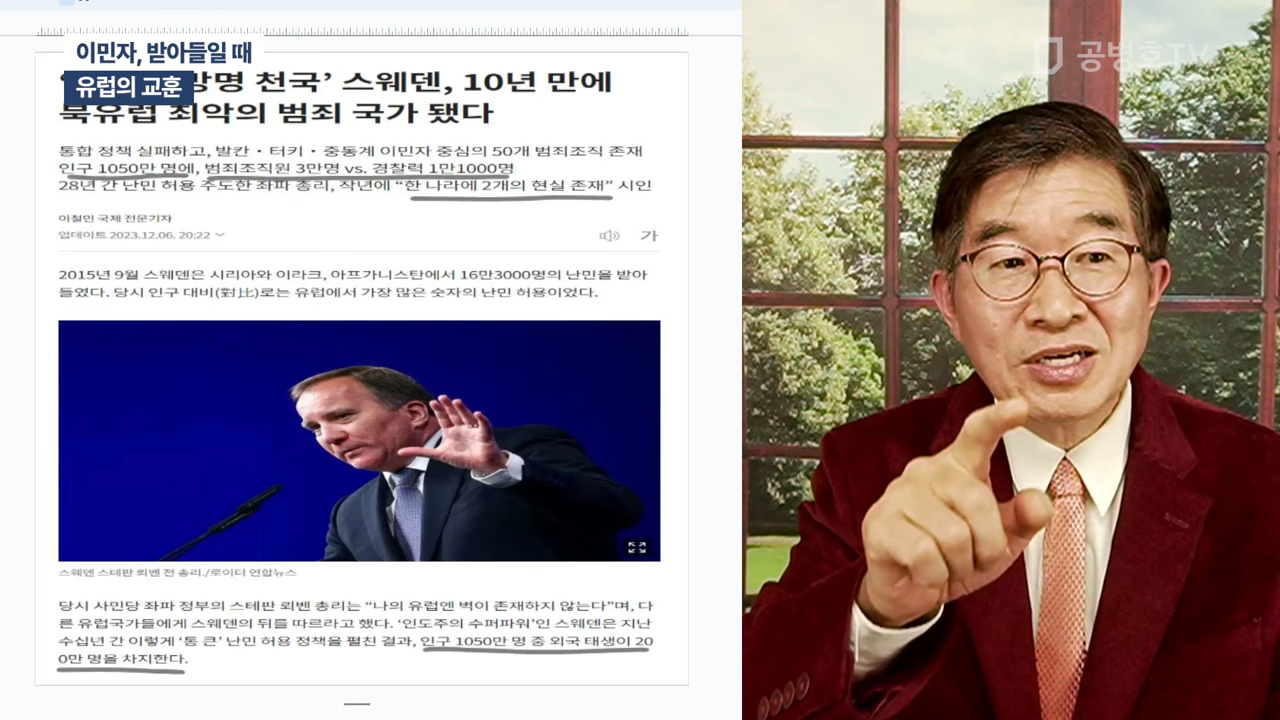 이민자, 받아들일 때
유럽의 교훈
공병호TV
망명 천국’ 스웨덴, 10년 만에
북유럽 최악의 범죄 국가 됐다
통합 정책 실패하고, 발칸·터키·중동계 이민자 중심의 50개 범죄조직 존재
인구 1050만 명에, 범죄조직원 3만명 vs. 경찰력 1만1000명
28년 간 난민 허용 주도한 좌파 총리, 작년에 “한 나라에 2개의 현실 존재” 시인
이철민 국제 전문기자
업데이트 2023.12.06. 20:22
가
2015년 9월 스웨덴은 시리아와 이라크, 아프가니스탄에서 16만3000명의 난민을 받아
들였다. 당시 인구 대비(對比)로는 유럽에서 가장 많은 숫자의 난민 허용이었다.
스웨덴 스테판 뢰벤 전 총리./로이터 연합뉴스
당시 사민당 좌파 정부의 스테판 뢰벤 총리는 “나의 유럽엔 벽이 존재하지 않는다”며, 다
른 유럽국가들에게 스웨덴의 뒤를 따르라고 했다. ‘인도주의 수퍼파워’인 스웨덴은 지난
수십년 간 이렇게 ‘통 큰’ 난민 허용 정책을 펼친 결과, 인구 1050만 명 중 외국 태생이 20
0만 명을 차지한다.